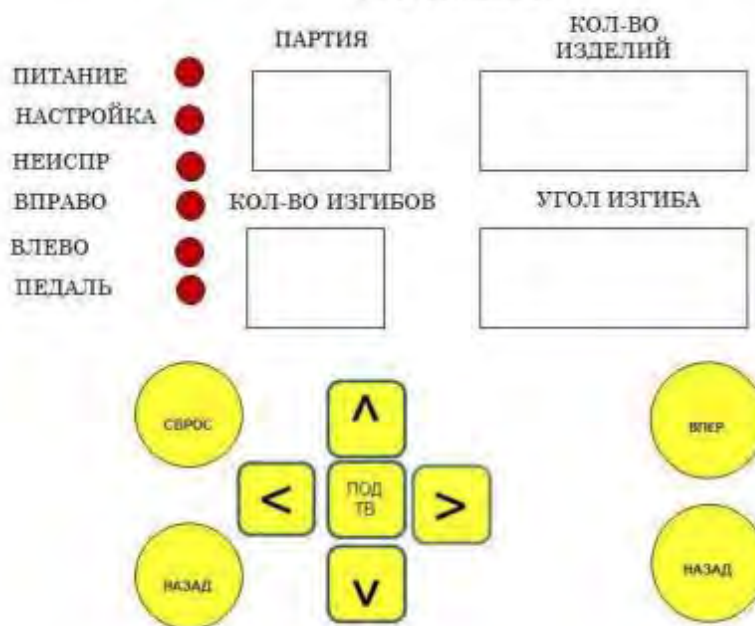 ПАРТИЯ
КОЛ-ВО
ИЗДЕЛИЙ
ПИТАНИЕ
НАСТРОЙКА
НЕИСПР
ВПРАВО
ВЛЕВО
ПЕДАЛЬ
КОЛ-ВО ИЗГИБОВ
УГОЛ ИЗГИБА
СБРОС
^
ВПЕР
<
ПОД
ТВ
>
НАЗАД
v
НАЗАД